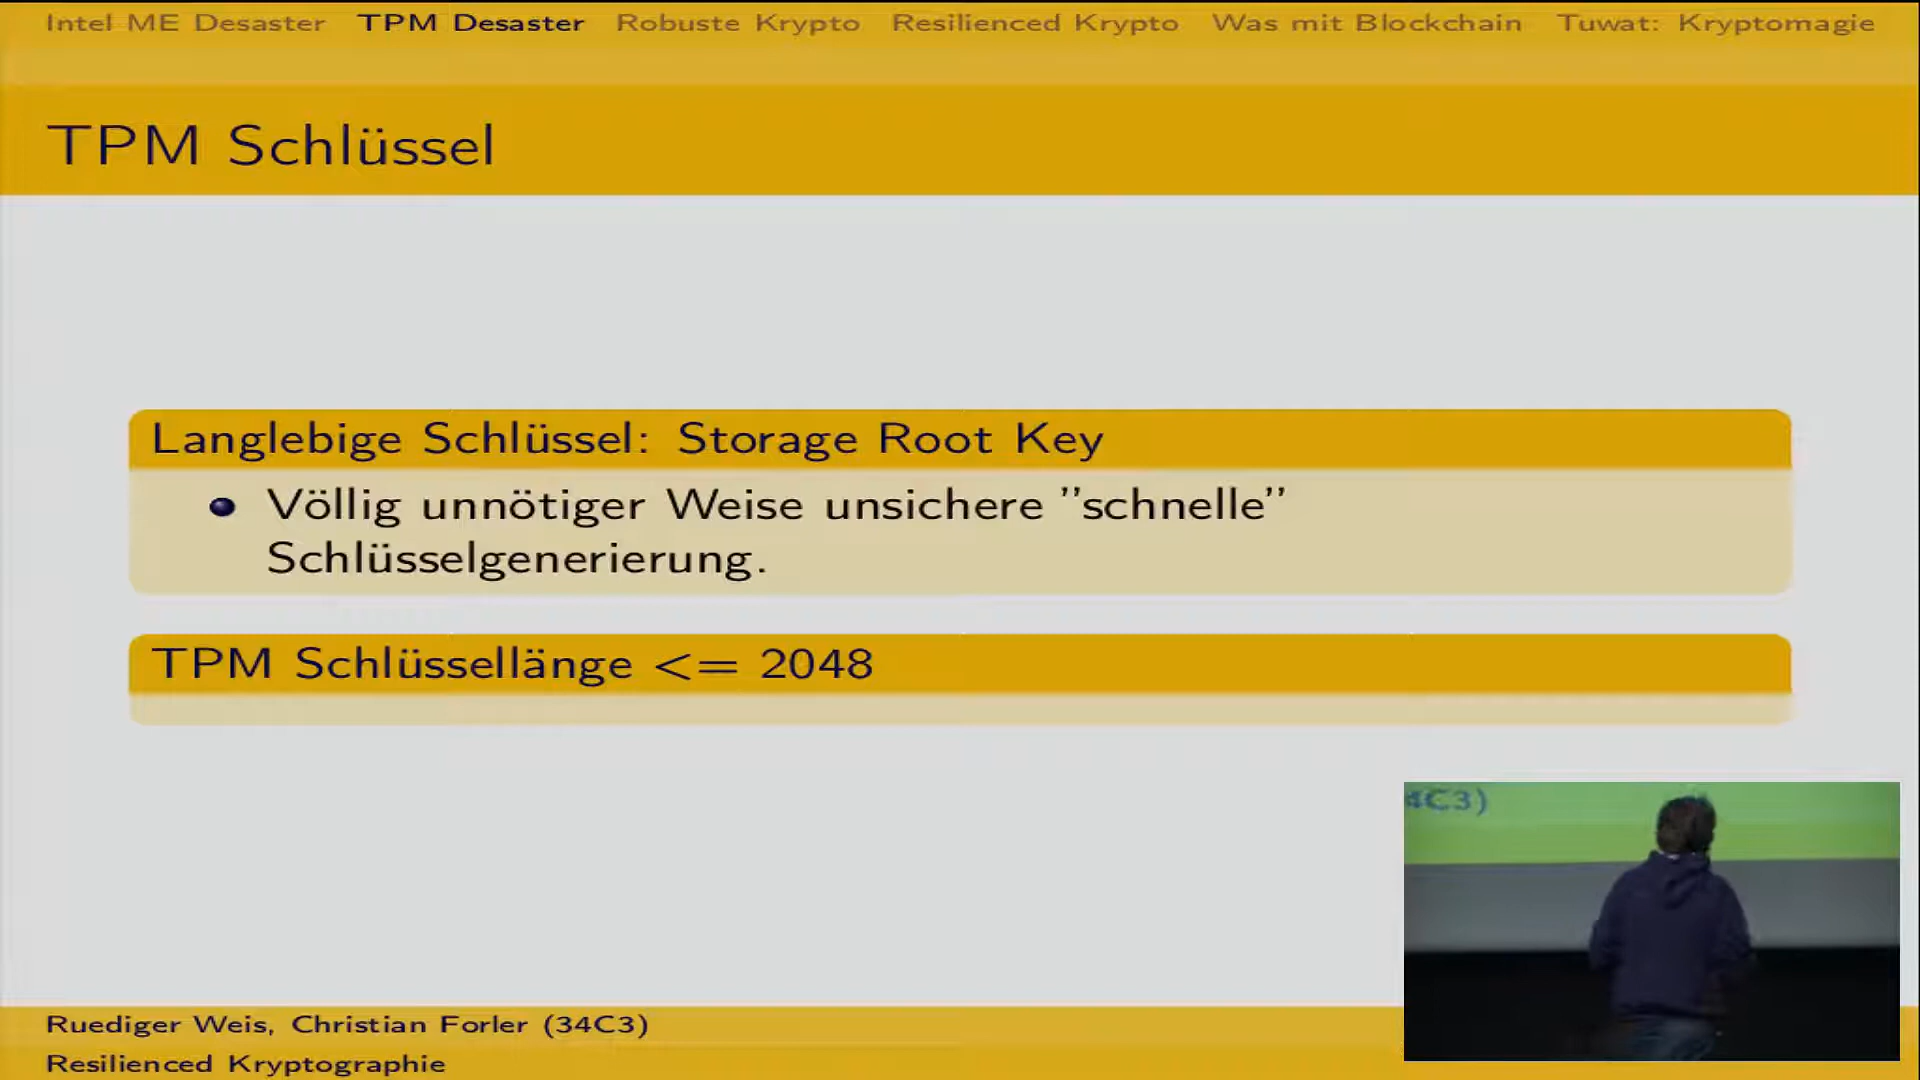 Intel ME Desaster TPM Desaster Robuste Krypto Resilienced Krypto Was mit Blockchain Tuwat: Kryptomagie
TPM Schlüssel
Langlebige Schlüssel: Storage Root Key
Völlig unnötiger Weise unsichere ”schnelle”
Schlüsselgenerierung.
TPM Schlüssellänge <= 2048
4C3)
Ruediger Weis, Christian Forler (34C3)
Resilienced Kryptographie